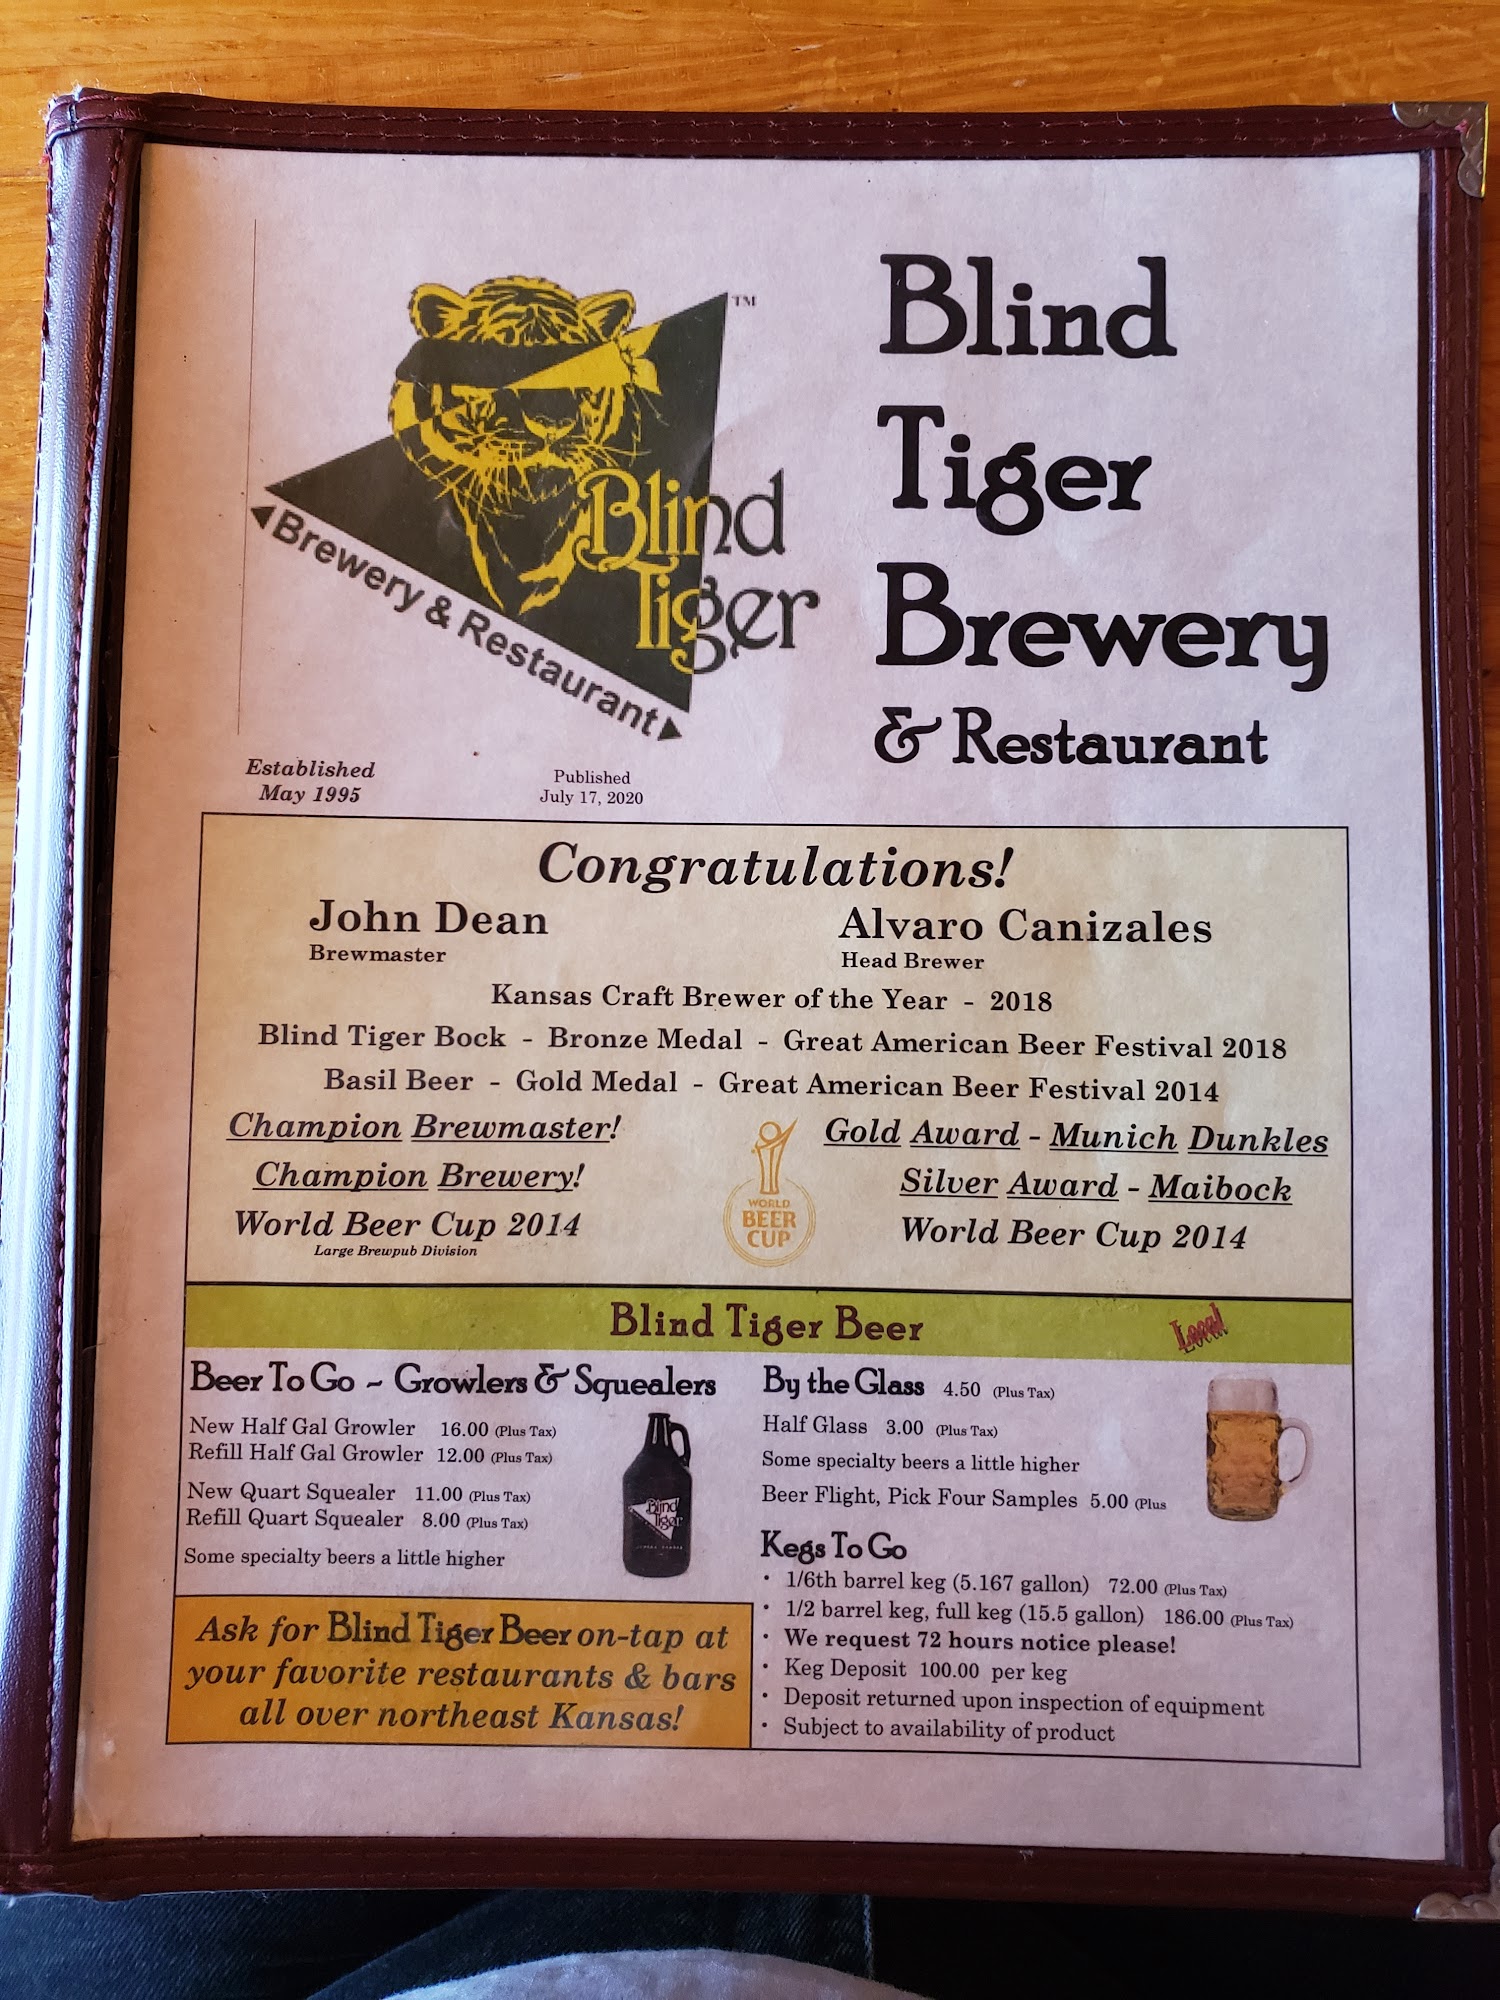 Blind
Tiger
Brewery
& Restaurant
TM
Blind
Tiger
Brewery & Restaurant
Established
May 1995
Published
July 17, 2020
Congratulations!
John Dean
Brewmaster
Alvaro Canizales
Head Brewer
Kansas Craft Brewer of the Year - 2018
Blind Tiger Bock - Bronze Medal - Great American Beer Festival 2018
Basil Beer - Gold Medal - Great American Beer Festival 2014
Champion Brewmaster!
Champion Brewery!
World Beer Cup 2014
Large Brewpub Division
WORLD
BEER
CUP
Gold Award - Munich Dunkles
Silver Award - Maibock
World Beer Cup 2014
Blind Tiger Beer
Local
Beer To Go ~ Growlers & Squealers
New Half Gal Growler 16.00 (Plus Tax)
Refill Half Gal Growler 12.00 (Plus Tax)
New Quart Squealer 11.00 (Plus Tax)
Refill Quart Squealer 8.00 (Plus Tax)
Some specialty beers a little higher
Blind
Tiger
Ask for Blind Tiger Beer on-tap at
your favorite restaurants & bars
all over northeast Kansas!
By the Glass 4.50 (Plus Tax)
Half Glass 3.00 (Plus Tax)
Some specialty beers a little higher
Beer Flight, Pick Four Samples 5.00 (Plus
Kegs To Go
• 1/6th barrel keg (5.167 gallon) 72.00 (Plus Tax)
• 1/2 barrel keg, full keg (15.5 gallon) 186.00 (Plus Tax)
• We request 72 hours notice please!
• Keg Deposit 100.00 per keg
• Deposit returned upon inspection of equipment
• Subject to availability of product